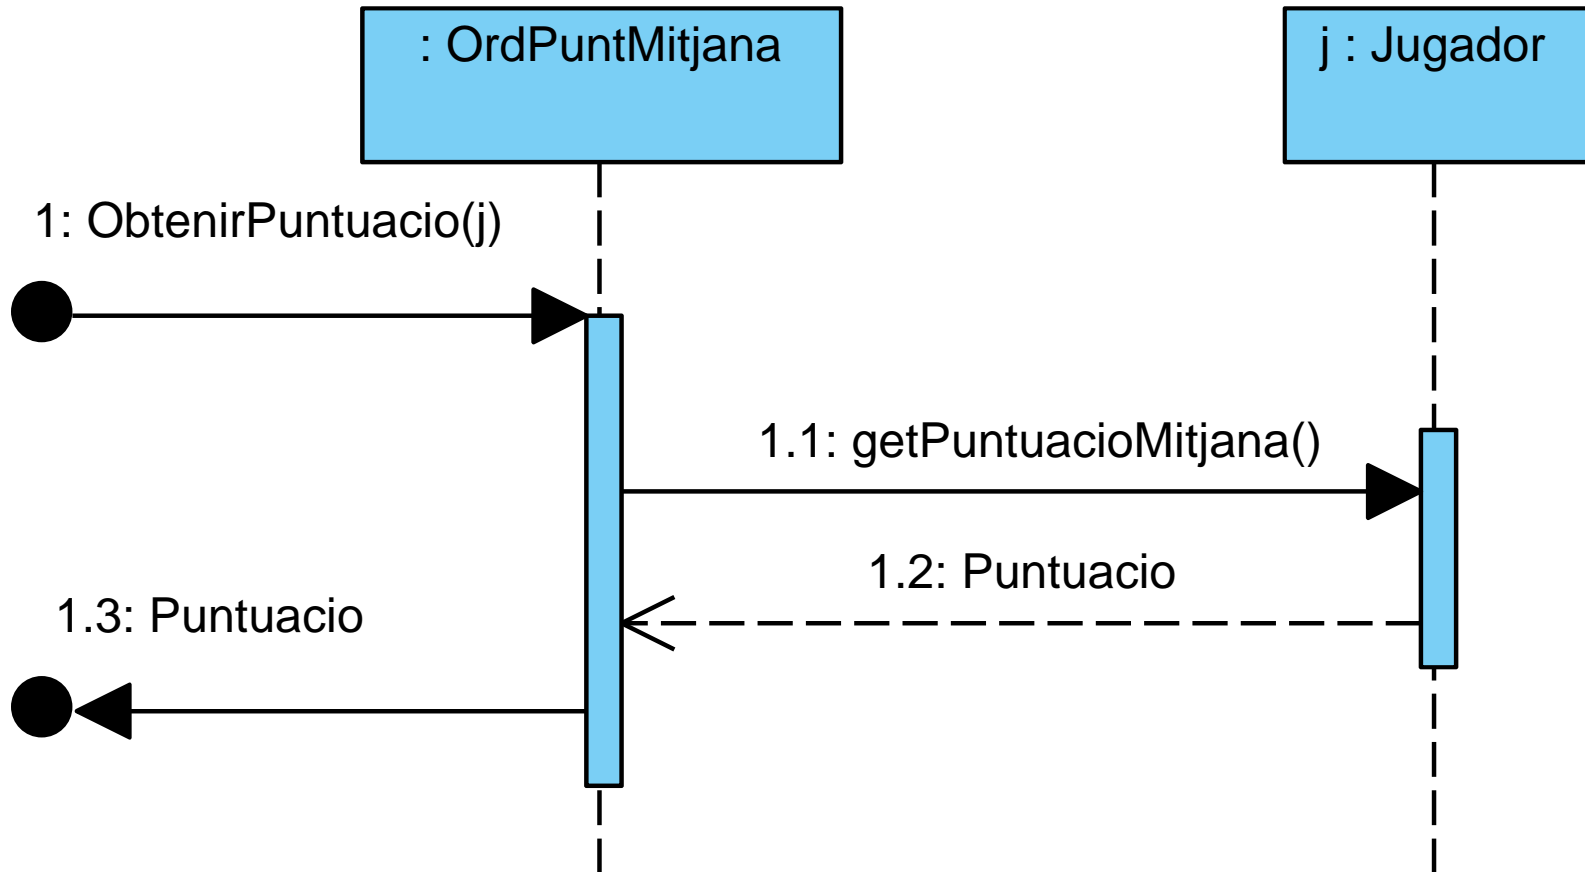 : OrdPuntMitjana
j : Jugador
1: ObtenirPuntuacio(j)
1.1: getPuntuacioMitjana()
1.2: Puntuacio
1.3: Puntuacio